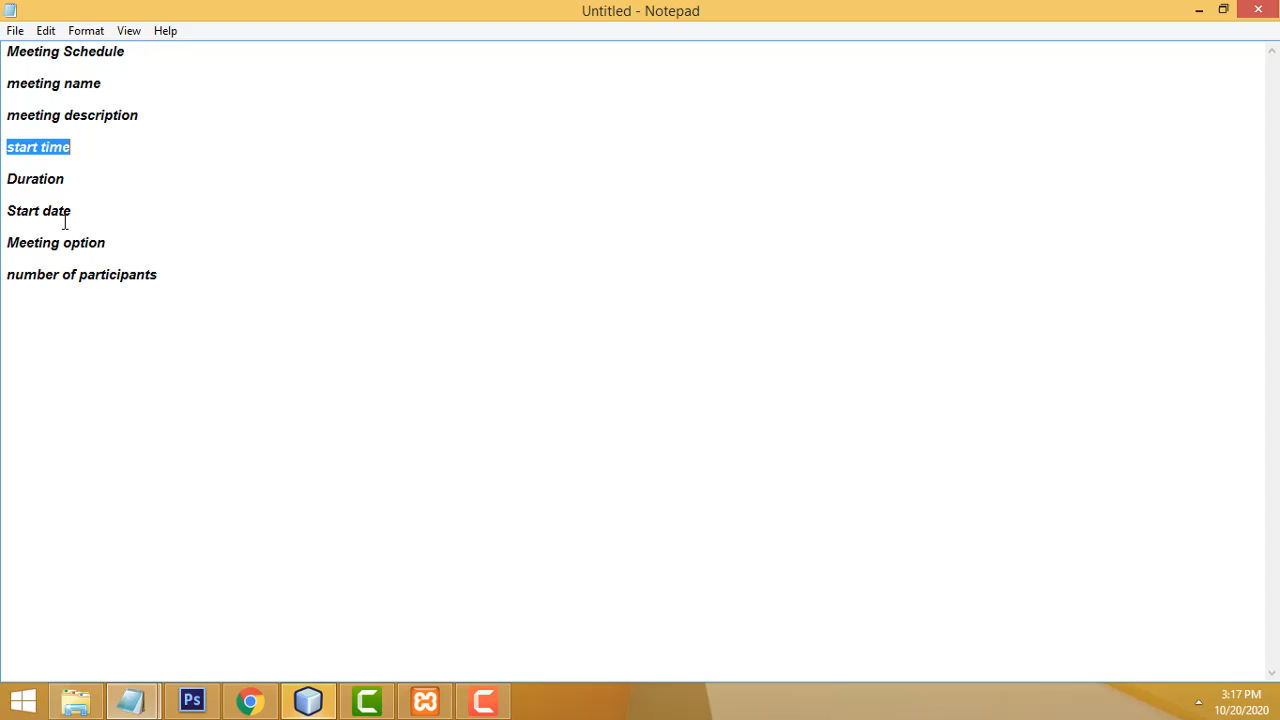 Untitled - Notepad
File Edit Format View Help
Meeting Schedule
meeting name
meeting description
start time
Duration
Start date
Meeting option
number of participants
Ps
3:17 PM
10/20/2020